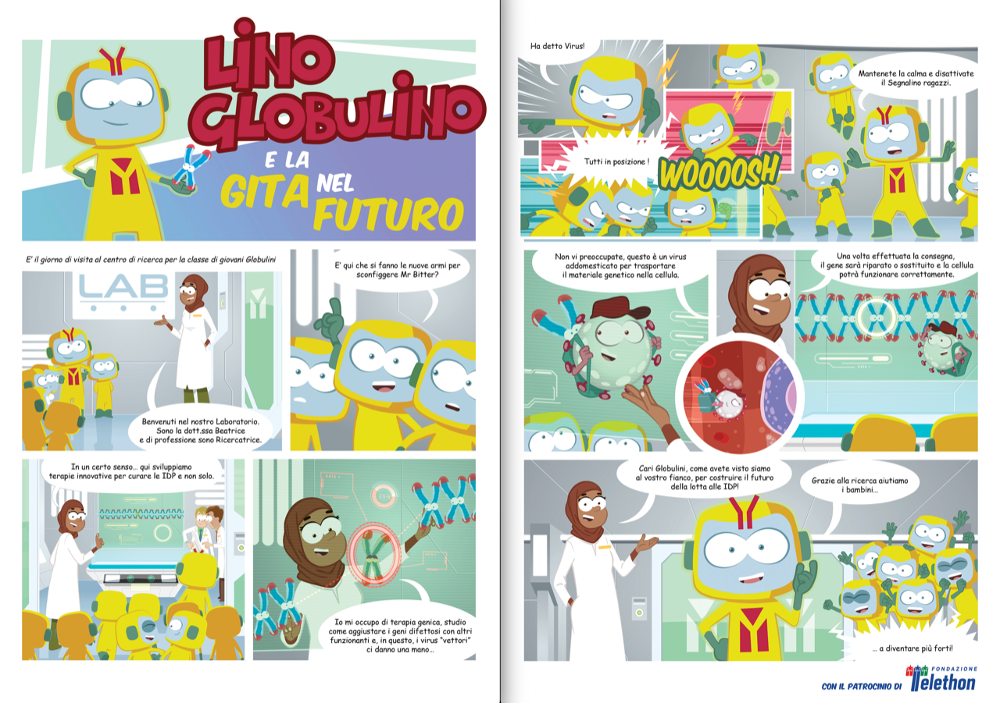 LINO
GLOBULINO
E LA
GITA NEL
FUTURO
E' il giorno di visita al centro di ricerca per la classe di giovani Globulini
LAB
Benvenuti nel nostro Laboratorio.
Sono la dott.ssa Beatrice
e di professione sono Ricercatrice.
E' qui che si fanno le nuove armi per
sconfiggere Mr Bitter?
In un certo senso... qui sviluppiamo
terapie innovative per curare le IDP e non solo.
Io mi occupo di terapia genica, studio
come aggiustare i geni difettosi con altri
funzionanti e, in questo, i virus “vettori”
ci danno una mano...
Ha detto Virus!
Tutti in posizione !
WOOOOSH
Mantenete la calma e disattivate
il Segnalino ragazzi.
Non vi preoccupate, questo è un virus
addomesticato per trasportare
il materiale genetico nella cellula.
Una volta effettuata la consegna,
il gene sarà riparato o sostituito e la cellula
potrà funzionare correttamente.
Cari Globulini, come avete visto siamo
al vostro fianco, per costruire il futuro
della lotta alle IDP!
Grazie alla ricerca aiutiamo
i bambini...
... a diventare più forti!
CON IL PATROCINIO DI
FONDAZIONE
Telethon